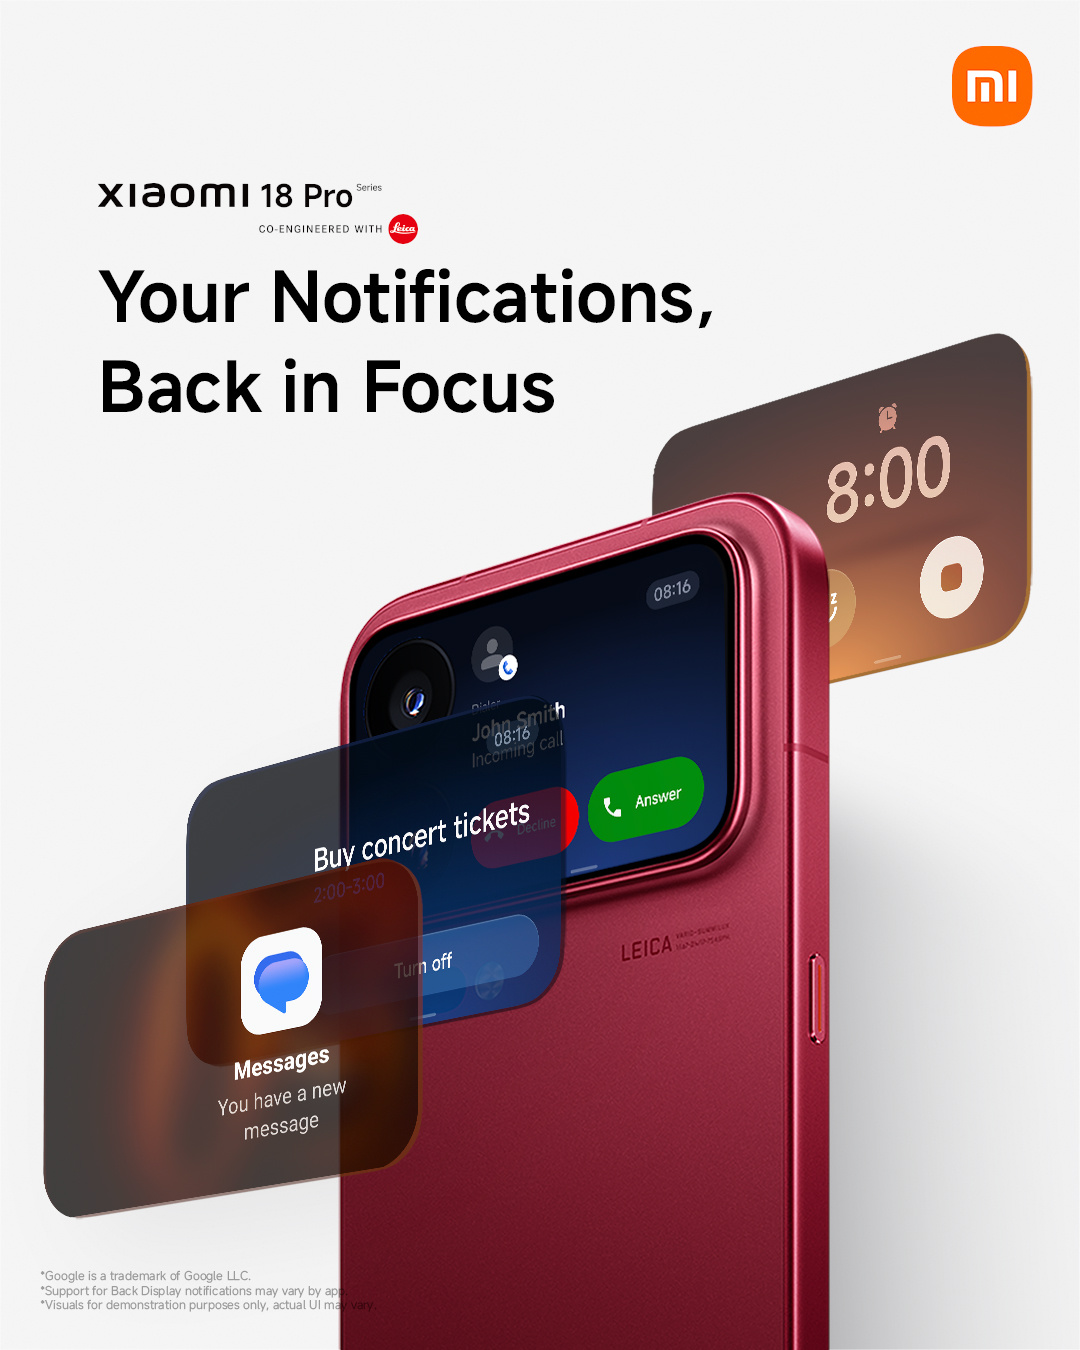 xiaomi 18 Pro Series
CO-ENGINEERED WITH Leica
Your Notifications,
Back in Focus
8:00
08:16
Dialer
John Smith
Incoming call
Decline
Answer
08:16
Buy concert tickets
2:00-3:00
Turn off
LEICA
Messages
You have a new
message
*Google is a trademark of Google LLC.
*Support for Back Display notifications may vary by app.
*Visuals for demonstration purposes only, actual UI may vary.